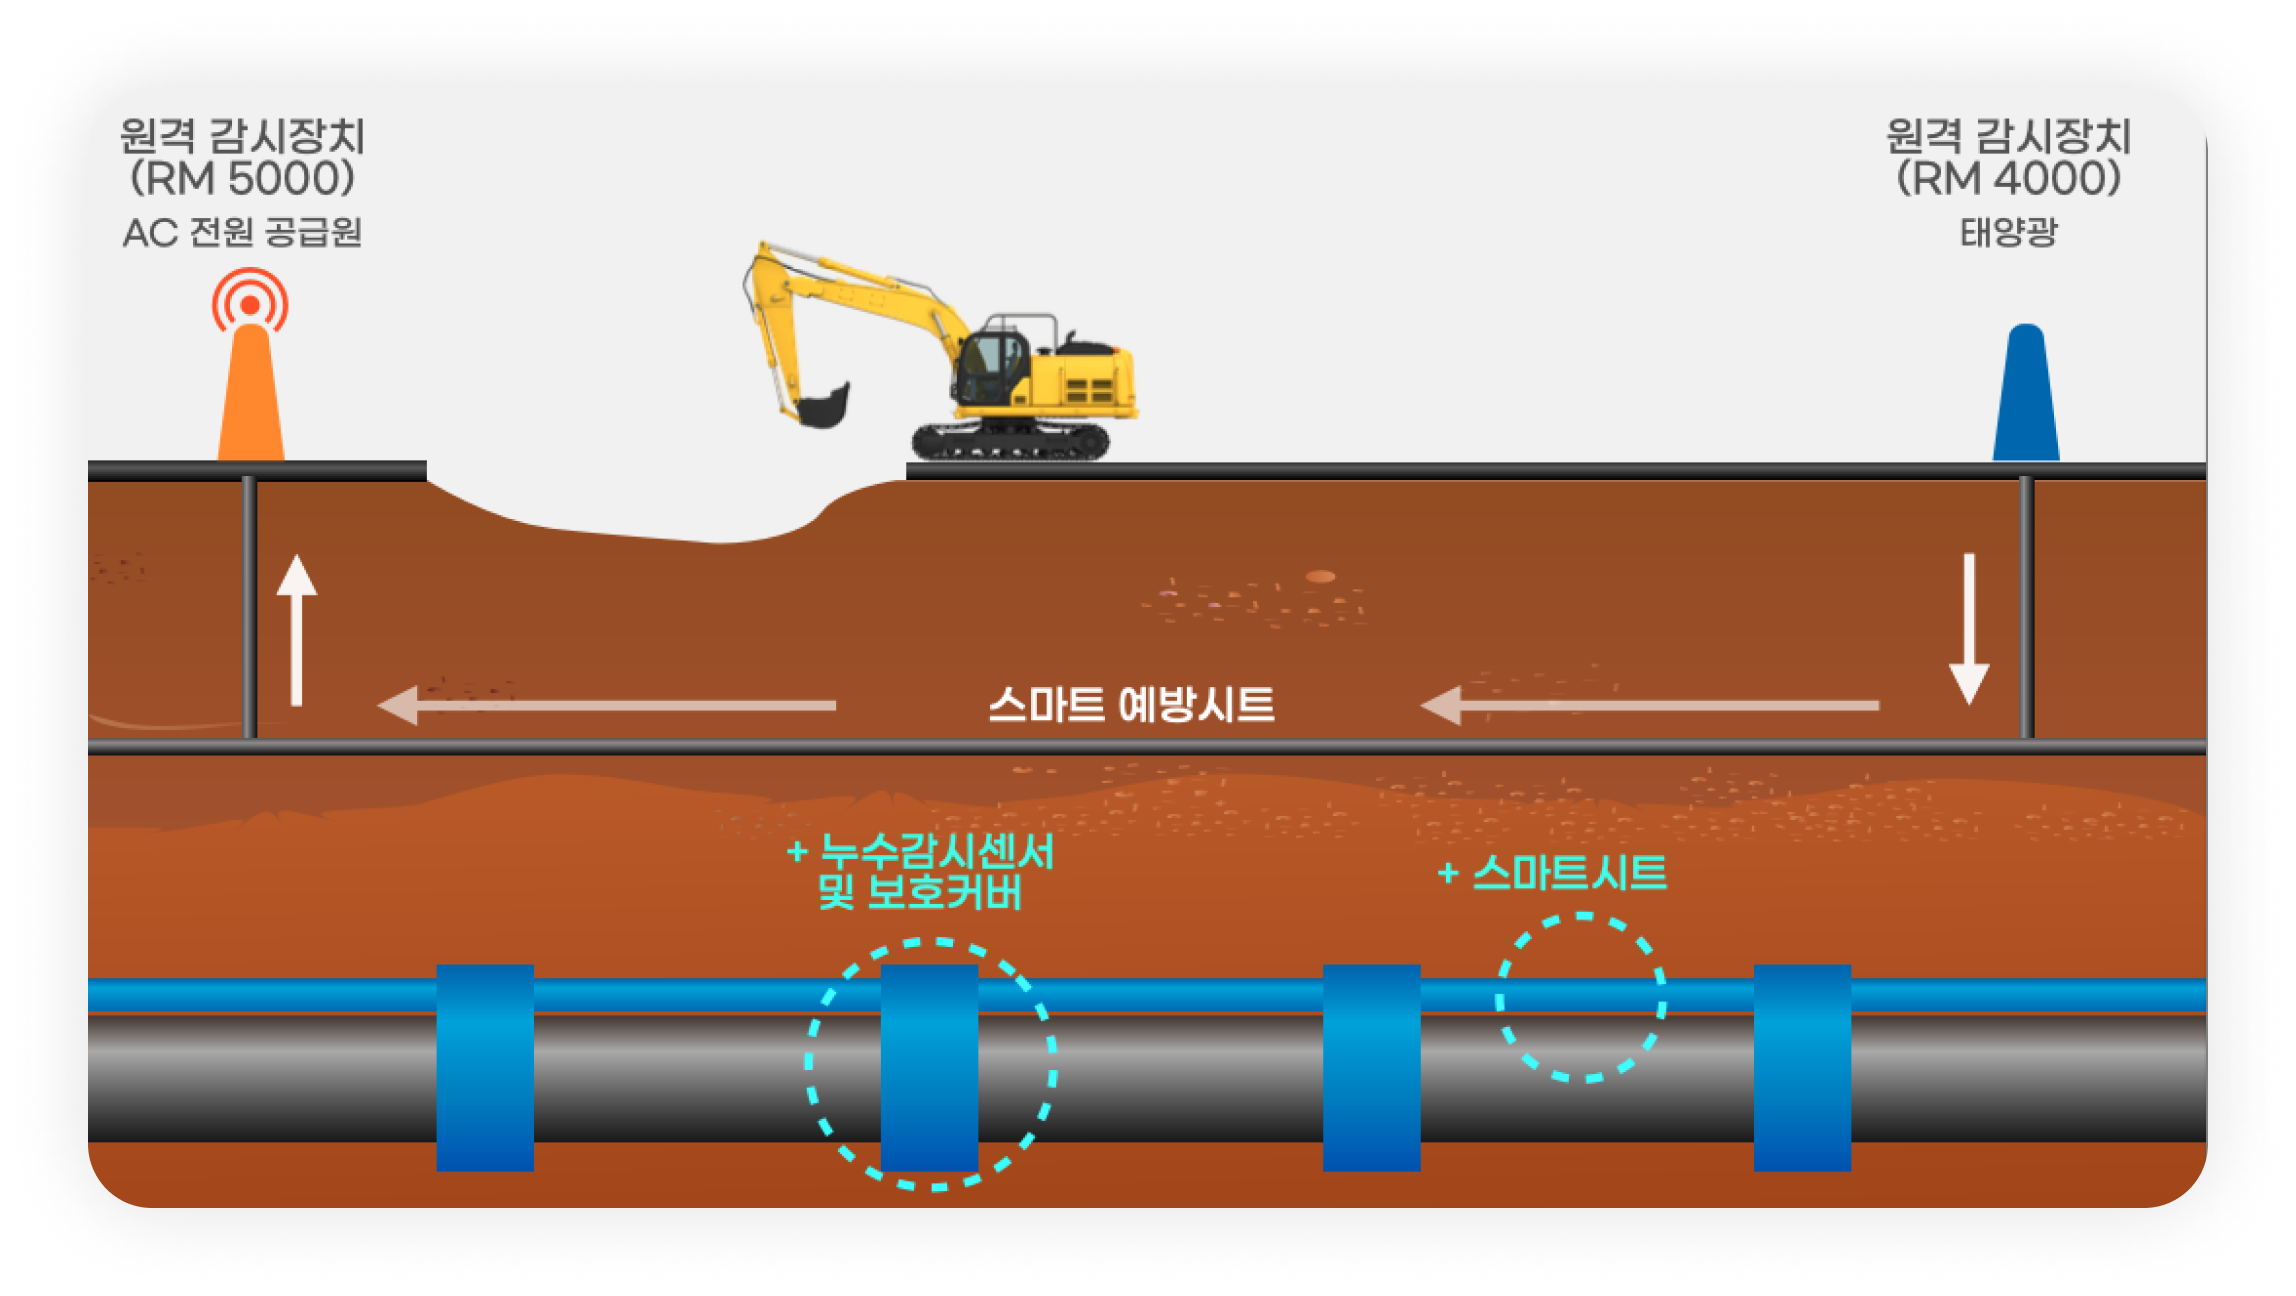 원격 감시장치
(RM 5000)
AC 전원 공급원
원격 감시장치
(RM 4000)
태양광
스마트 예방시트
+ 누수감시센서
및 보호커버
+ 스마트시트